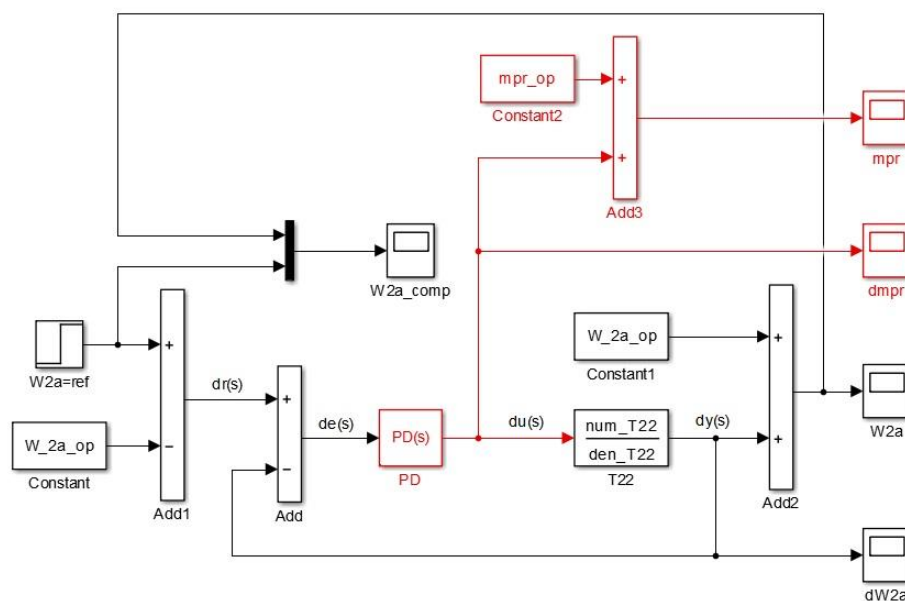 mpr_op
+
Constant2
mpr
+
Add3
W2a_comp
dmpr
W_2a_op
+
Constant1
W2a=ref
+
dr(s)
+
W_2a_op
−
de(s)
PD(s)
du(s)
num_T22
den_T22
dy(s)
+
W2a
Constant
−
PD
T22
Add2
Add1
Add
dW2a